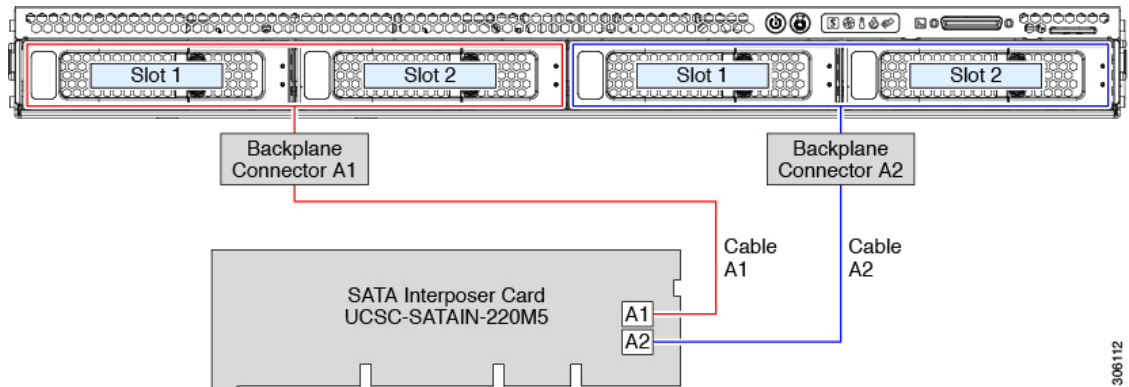 Slot 1
Slot 2
Slot 1
Slot 2
Backplane
Connector A1
Backplane
Connector A2
Cable
A1
Cable
A2
SATA Interposer Card
UCSC-SATAIN-220M5
A1
A2
306112